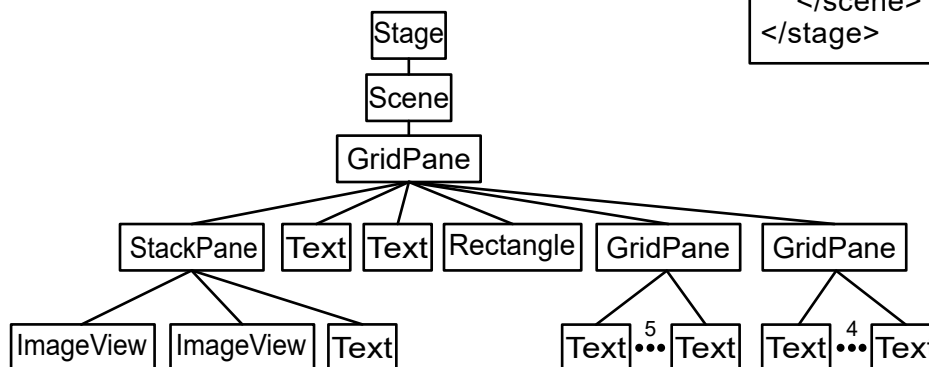 </scene>
</stage>
Stage
Scene
GridPane
StackPane Text Text Rectangle GridPane GridPane
ImageView ImageView Text Text 5 ••• Text Text 4 ••• Text